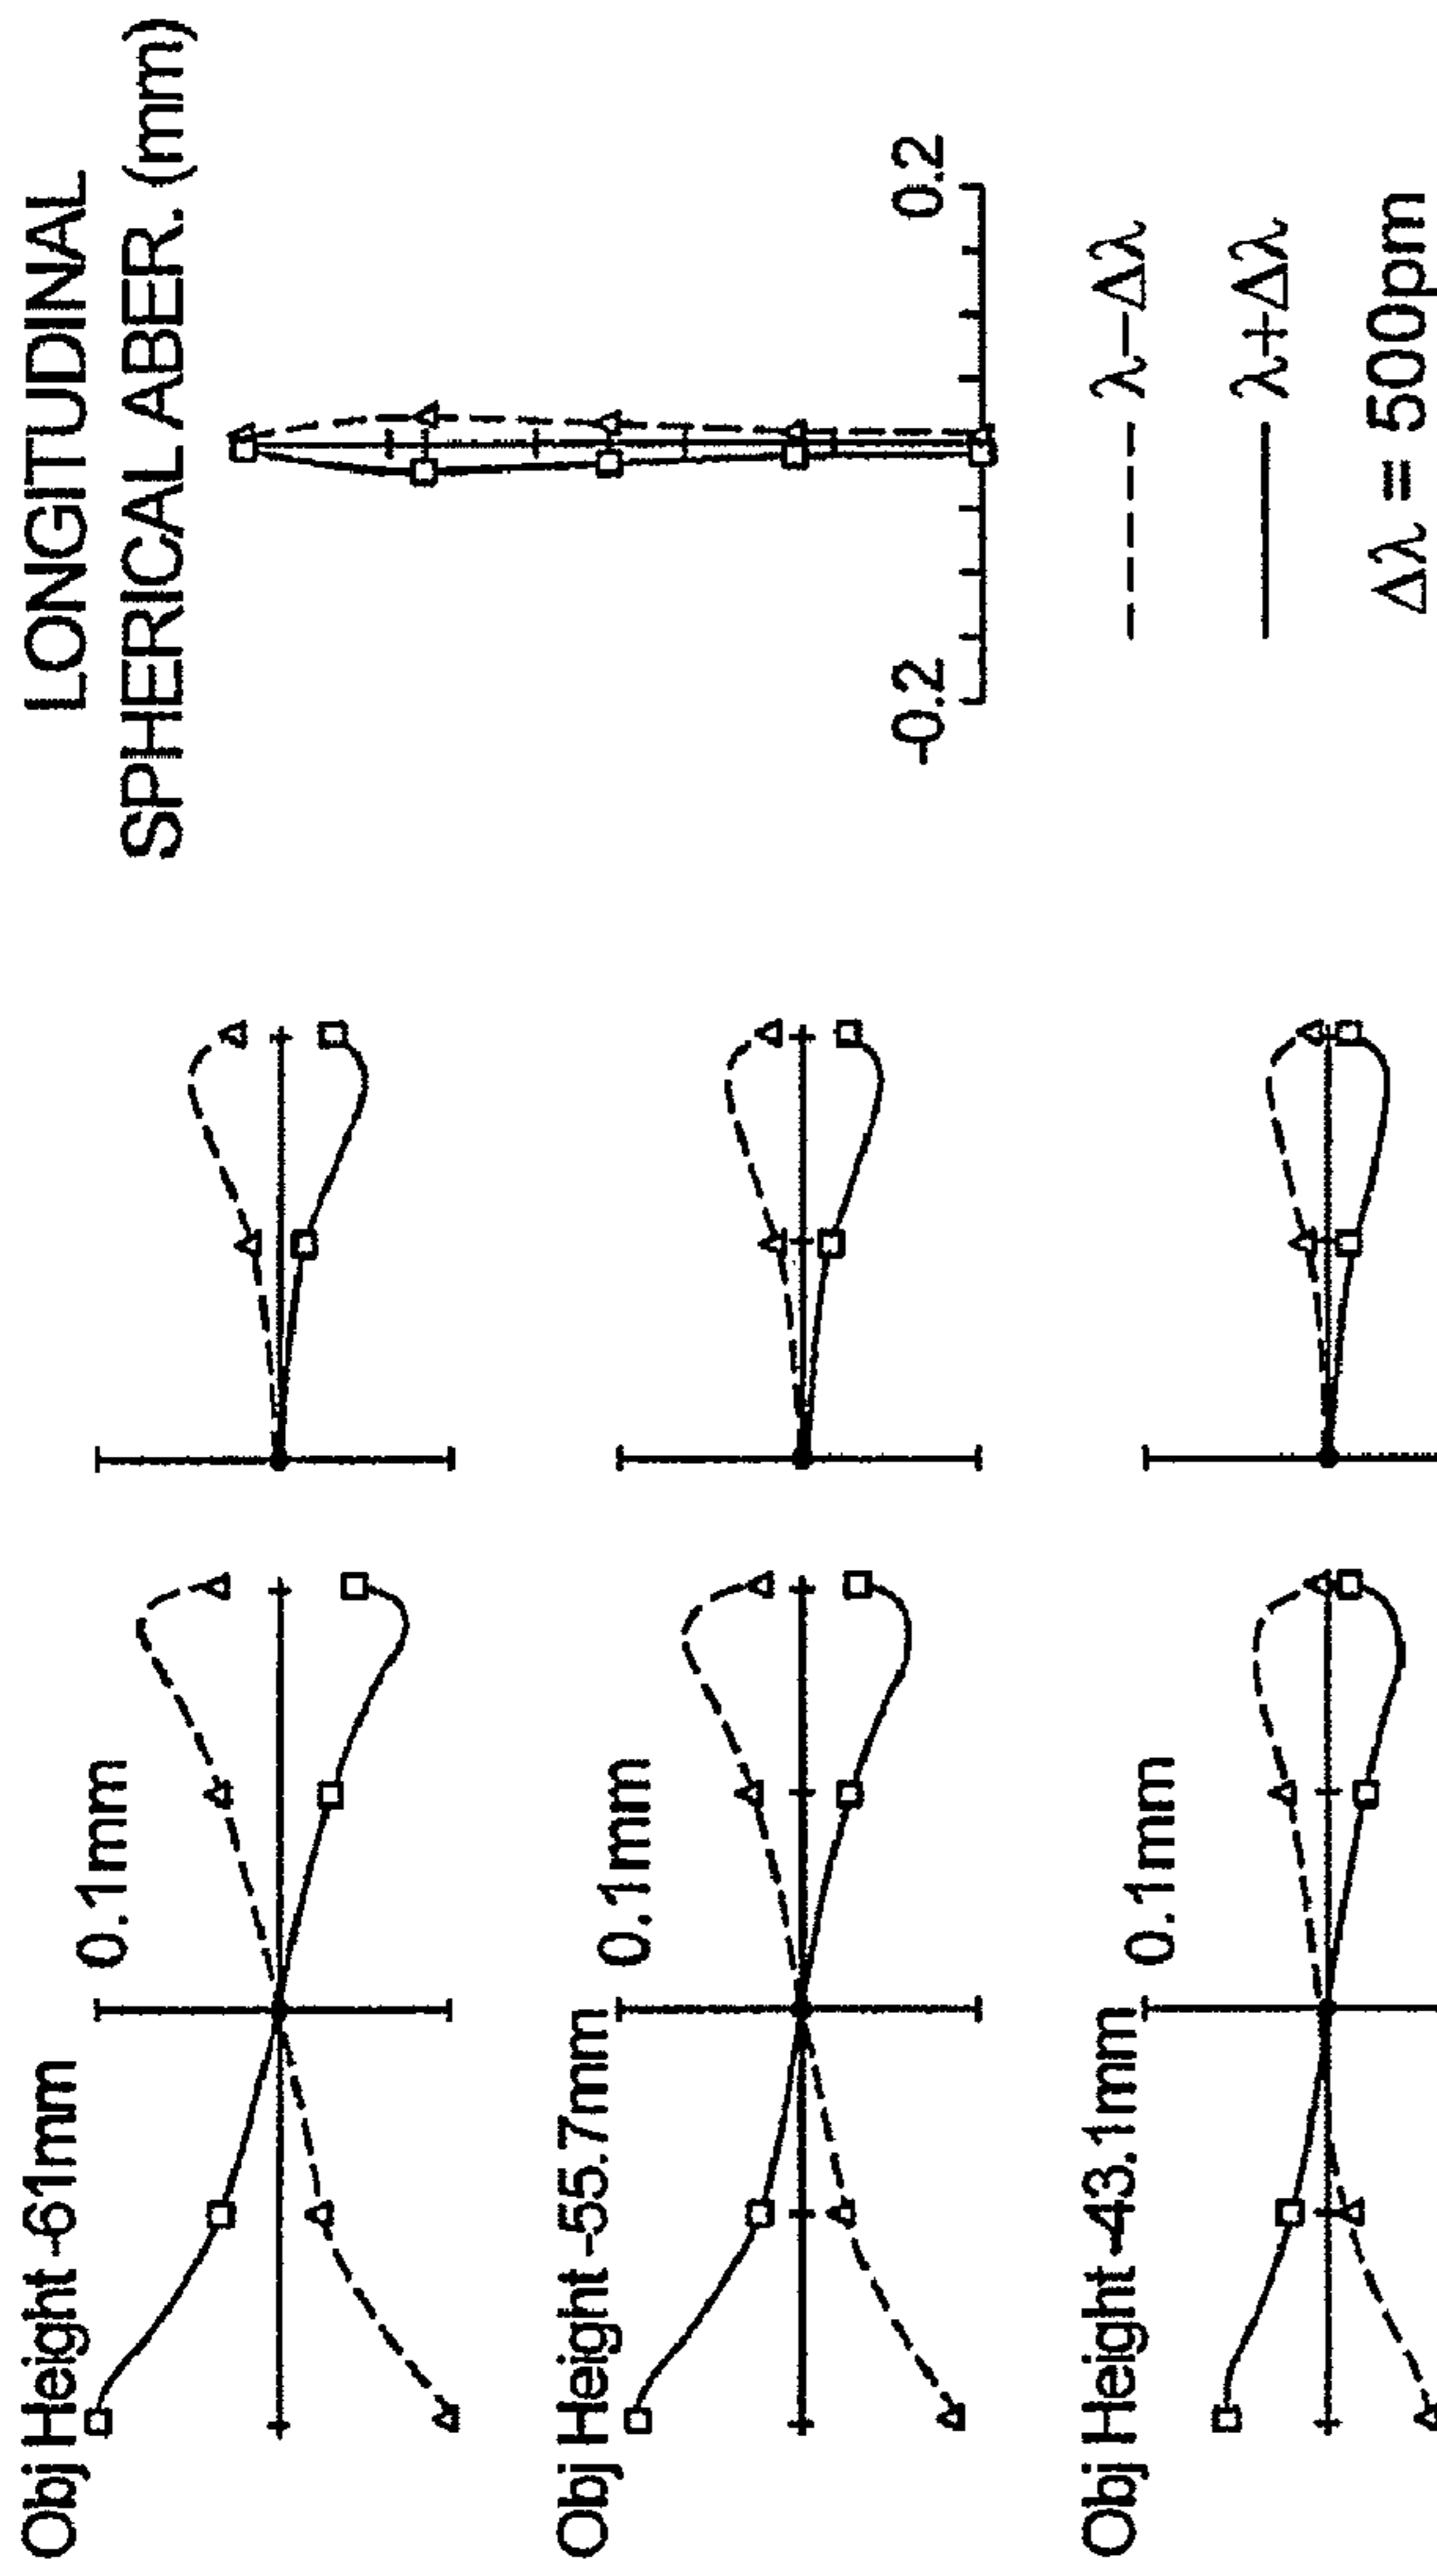 Obj Height -61mm
0.1mm
Obj Height -55.7mm
0.1mm
Obj Height -43.1mm
0.1mm
LONGITUDINAL
SPHERICAL ABER. (mm)
-0.2
0.2
λ−Δλ
λ+Δλ
Δλ = 500pm